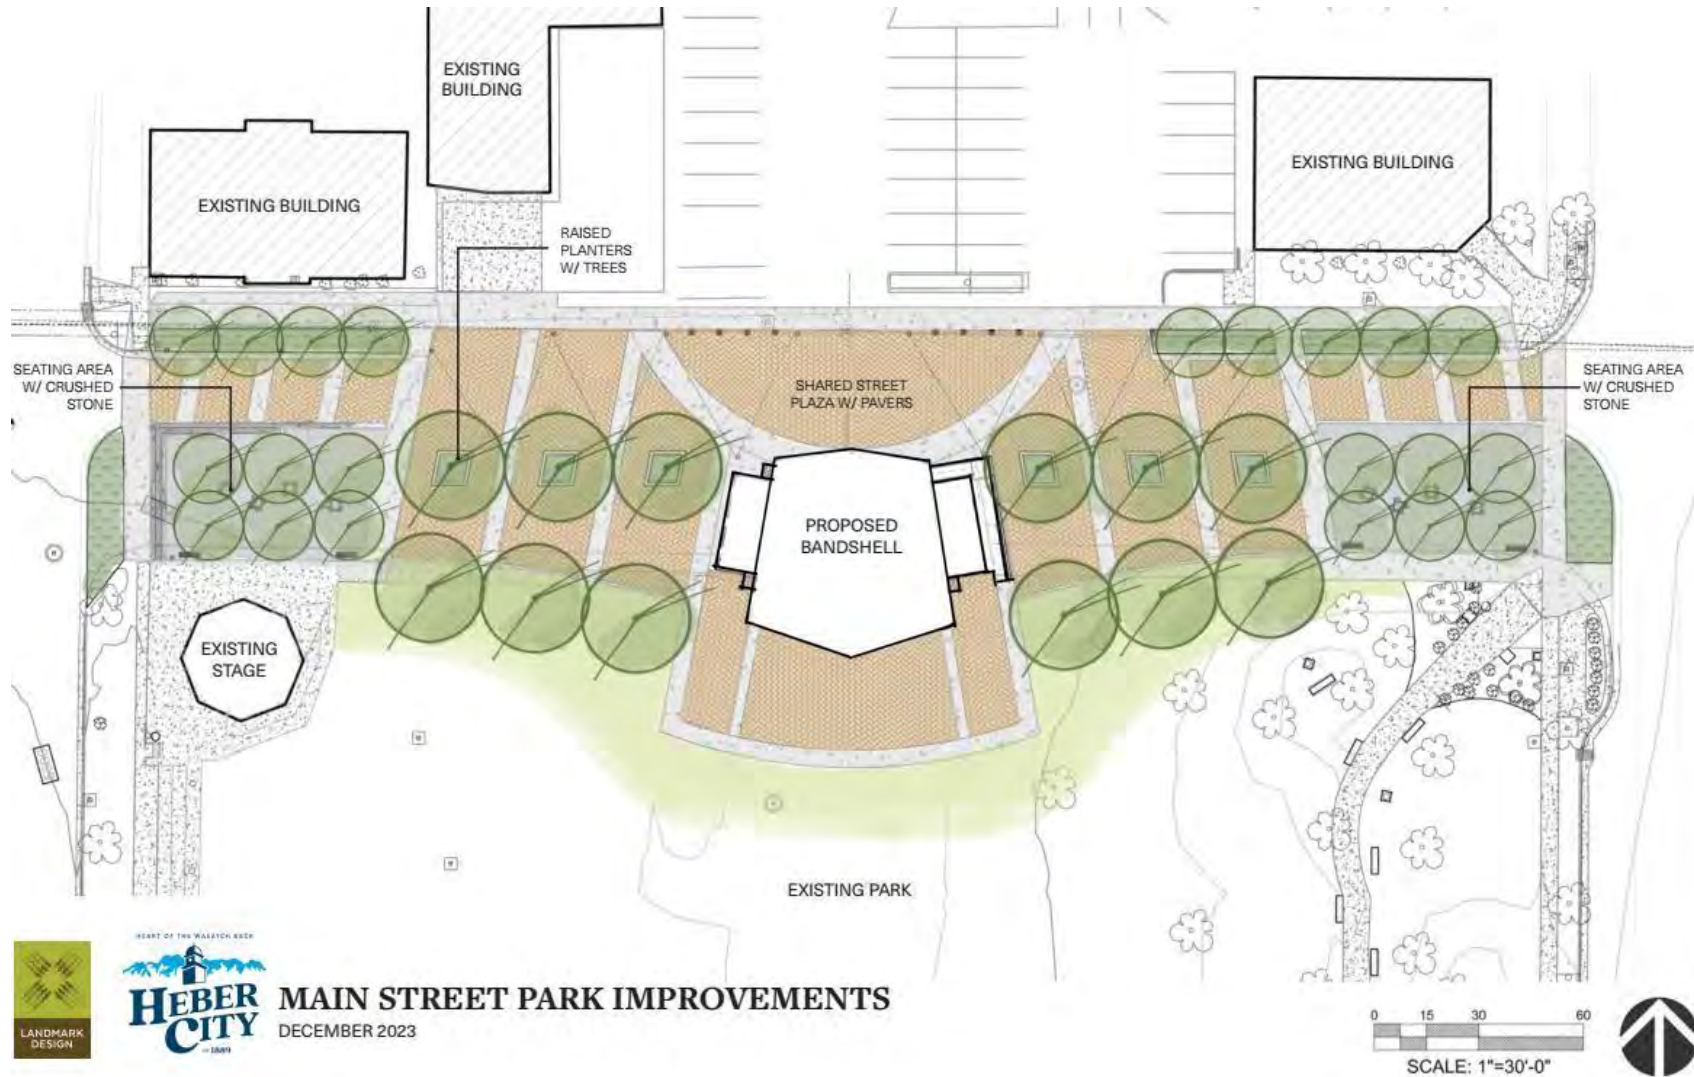 EXISTING
BUILDING
EXISTING BUILDING
EXISTING BUILDING
RAISED
PLANTERS
W/ TREES
SEATING AREA
W/ CRUSHED
STONE
SHARED STREET
PLAZA W/ PAVERS
SEATING AREA
W/ CRUSHED
STONE
PROPOSED
BANDSHELL
EXISTING
STAGE
EXISTING PARK
LANDMARK
DESIGN
HEART OF THE WASATCH BACK
HEBER
CITY
EST 1889
MAIN STREET PARK IMPROVEMENTS
DECEMBER 2023
0 15 30 60
SCALE: 1"=30'-0"